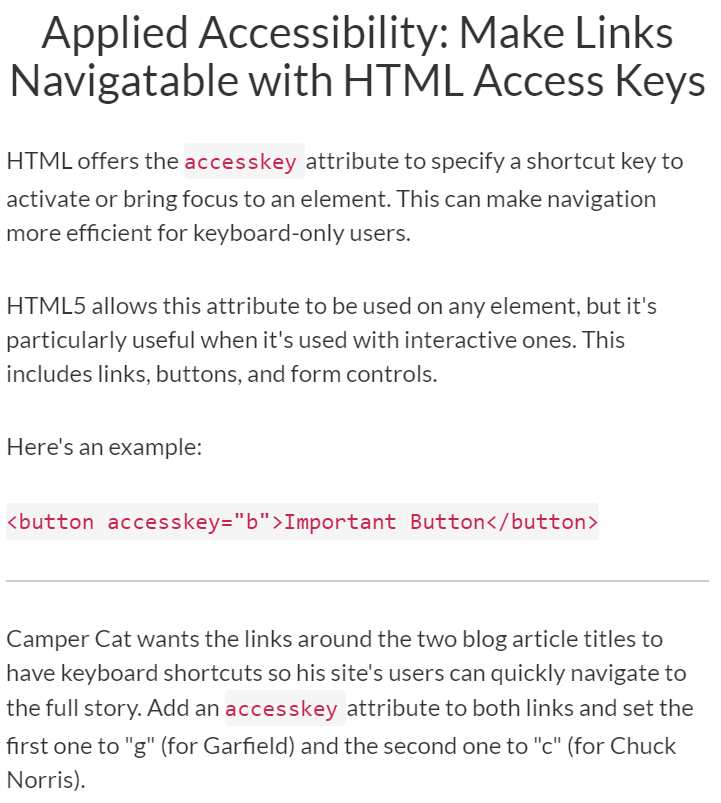 Applied Accessibility: Make Links
Navigatable with HTML Access Keys
HTML offers the accesskey attribute to specify a shortcut key to
activate or bring focus to an element. This can make navigation
more efficient for keyboard-only users.
HTML5 allows this attribute to be used on any element, but it's
particularly useful when it's used with interactive ones. This
includes links, buttons, and form controls.
Here's an example:
<button accesskey="b">Important Button</button>
Camper Cat wants the links around the two blog article titles to
have keyboard shortcuts so his site's users can quickly navigate to
the full story. Add an accesskey attribute to both links and set the
first one to "g" (for Garfield) and the second one to "c" (for Chuck
Norris).